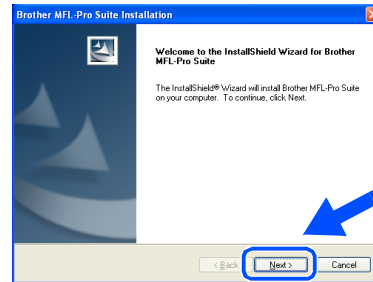 Brother MFL-Pro Suite Installation
Welcome to the InstallShield Wizard for Brother
MFL-Pro Suite
The InstallShield® Wizard will install Brother MFL-Pro Suite
on your computer. To continue, click Next.
< Back
Next >
Cancel